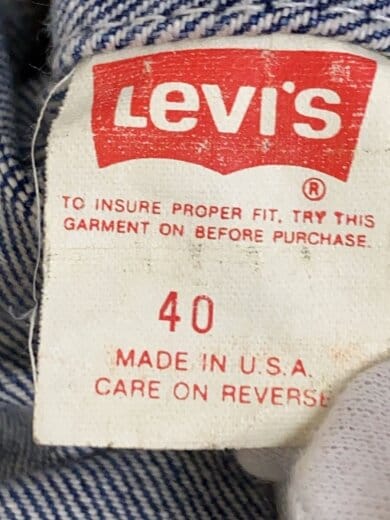 Levi's
®
TO INSURE PROPER FIT, TRY THIS
GARMENT ON BEFORE PURCHASE.
40
MADE IN U.S.A.
CARE ON REVERSE